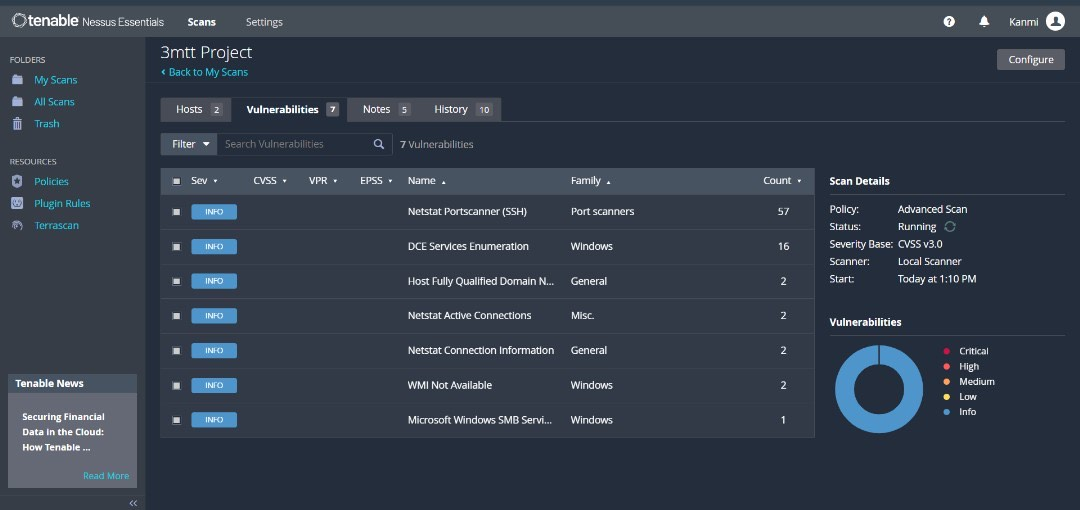 tenable Nessus Essentials Scans Settings Kanmi
FOLDERS
My Scans
All Scans
Trash
RESOURCES
Policies
Plugin Rules
Terrascan
Tenable News
Securing Financial
Data in the Cloud:
How Tenable ...
Read More
3mtt Project
Back to My Scans
Configure
Hosts 2 Vulnerabilities 7 Notes 5 History 10
Filter Search Vulnerabilities 7 Vulnerabilities
Sev CVSS VPR EPSS Name Family Count
INFO Netstat Portscanner (SSH) Port scanners 57
INFO DCE Services Enumeration Windows 16
INFO Host Fully Qualified Domain N... General 2
INFO Netstat Active Connections Misc. 2
INFO Netstat Connection Information General 2
INFO WMI Not Available Windows 2
INFO Microsoft Windows SMB Servi... Windows 1
Scan Details
Policy: Advanced Scan
Status: Running
Severity Base: CVSS v3.0
Scanner: Local Scanner
Start: Today at 1:10 PM
Vulnerabilities
Critical
High
Medium
Low
Info